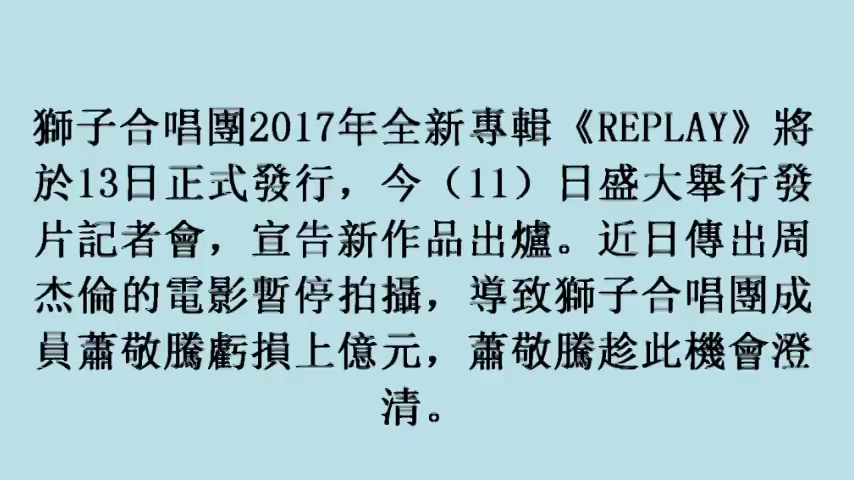 獅子合唱團2017年全新專輯《REPLAY》將
於13日正式發行，今（11）日盛大舉行發
片記者會，宣告新作品出爐。近日傳出周
杰倫的電影暫停拍攝，導致獅子合唱團成
員蕭敬騰虧損上億元，蕭敬騰趁此機會澄
清。